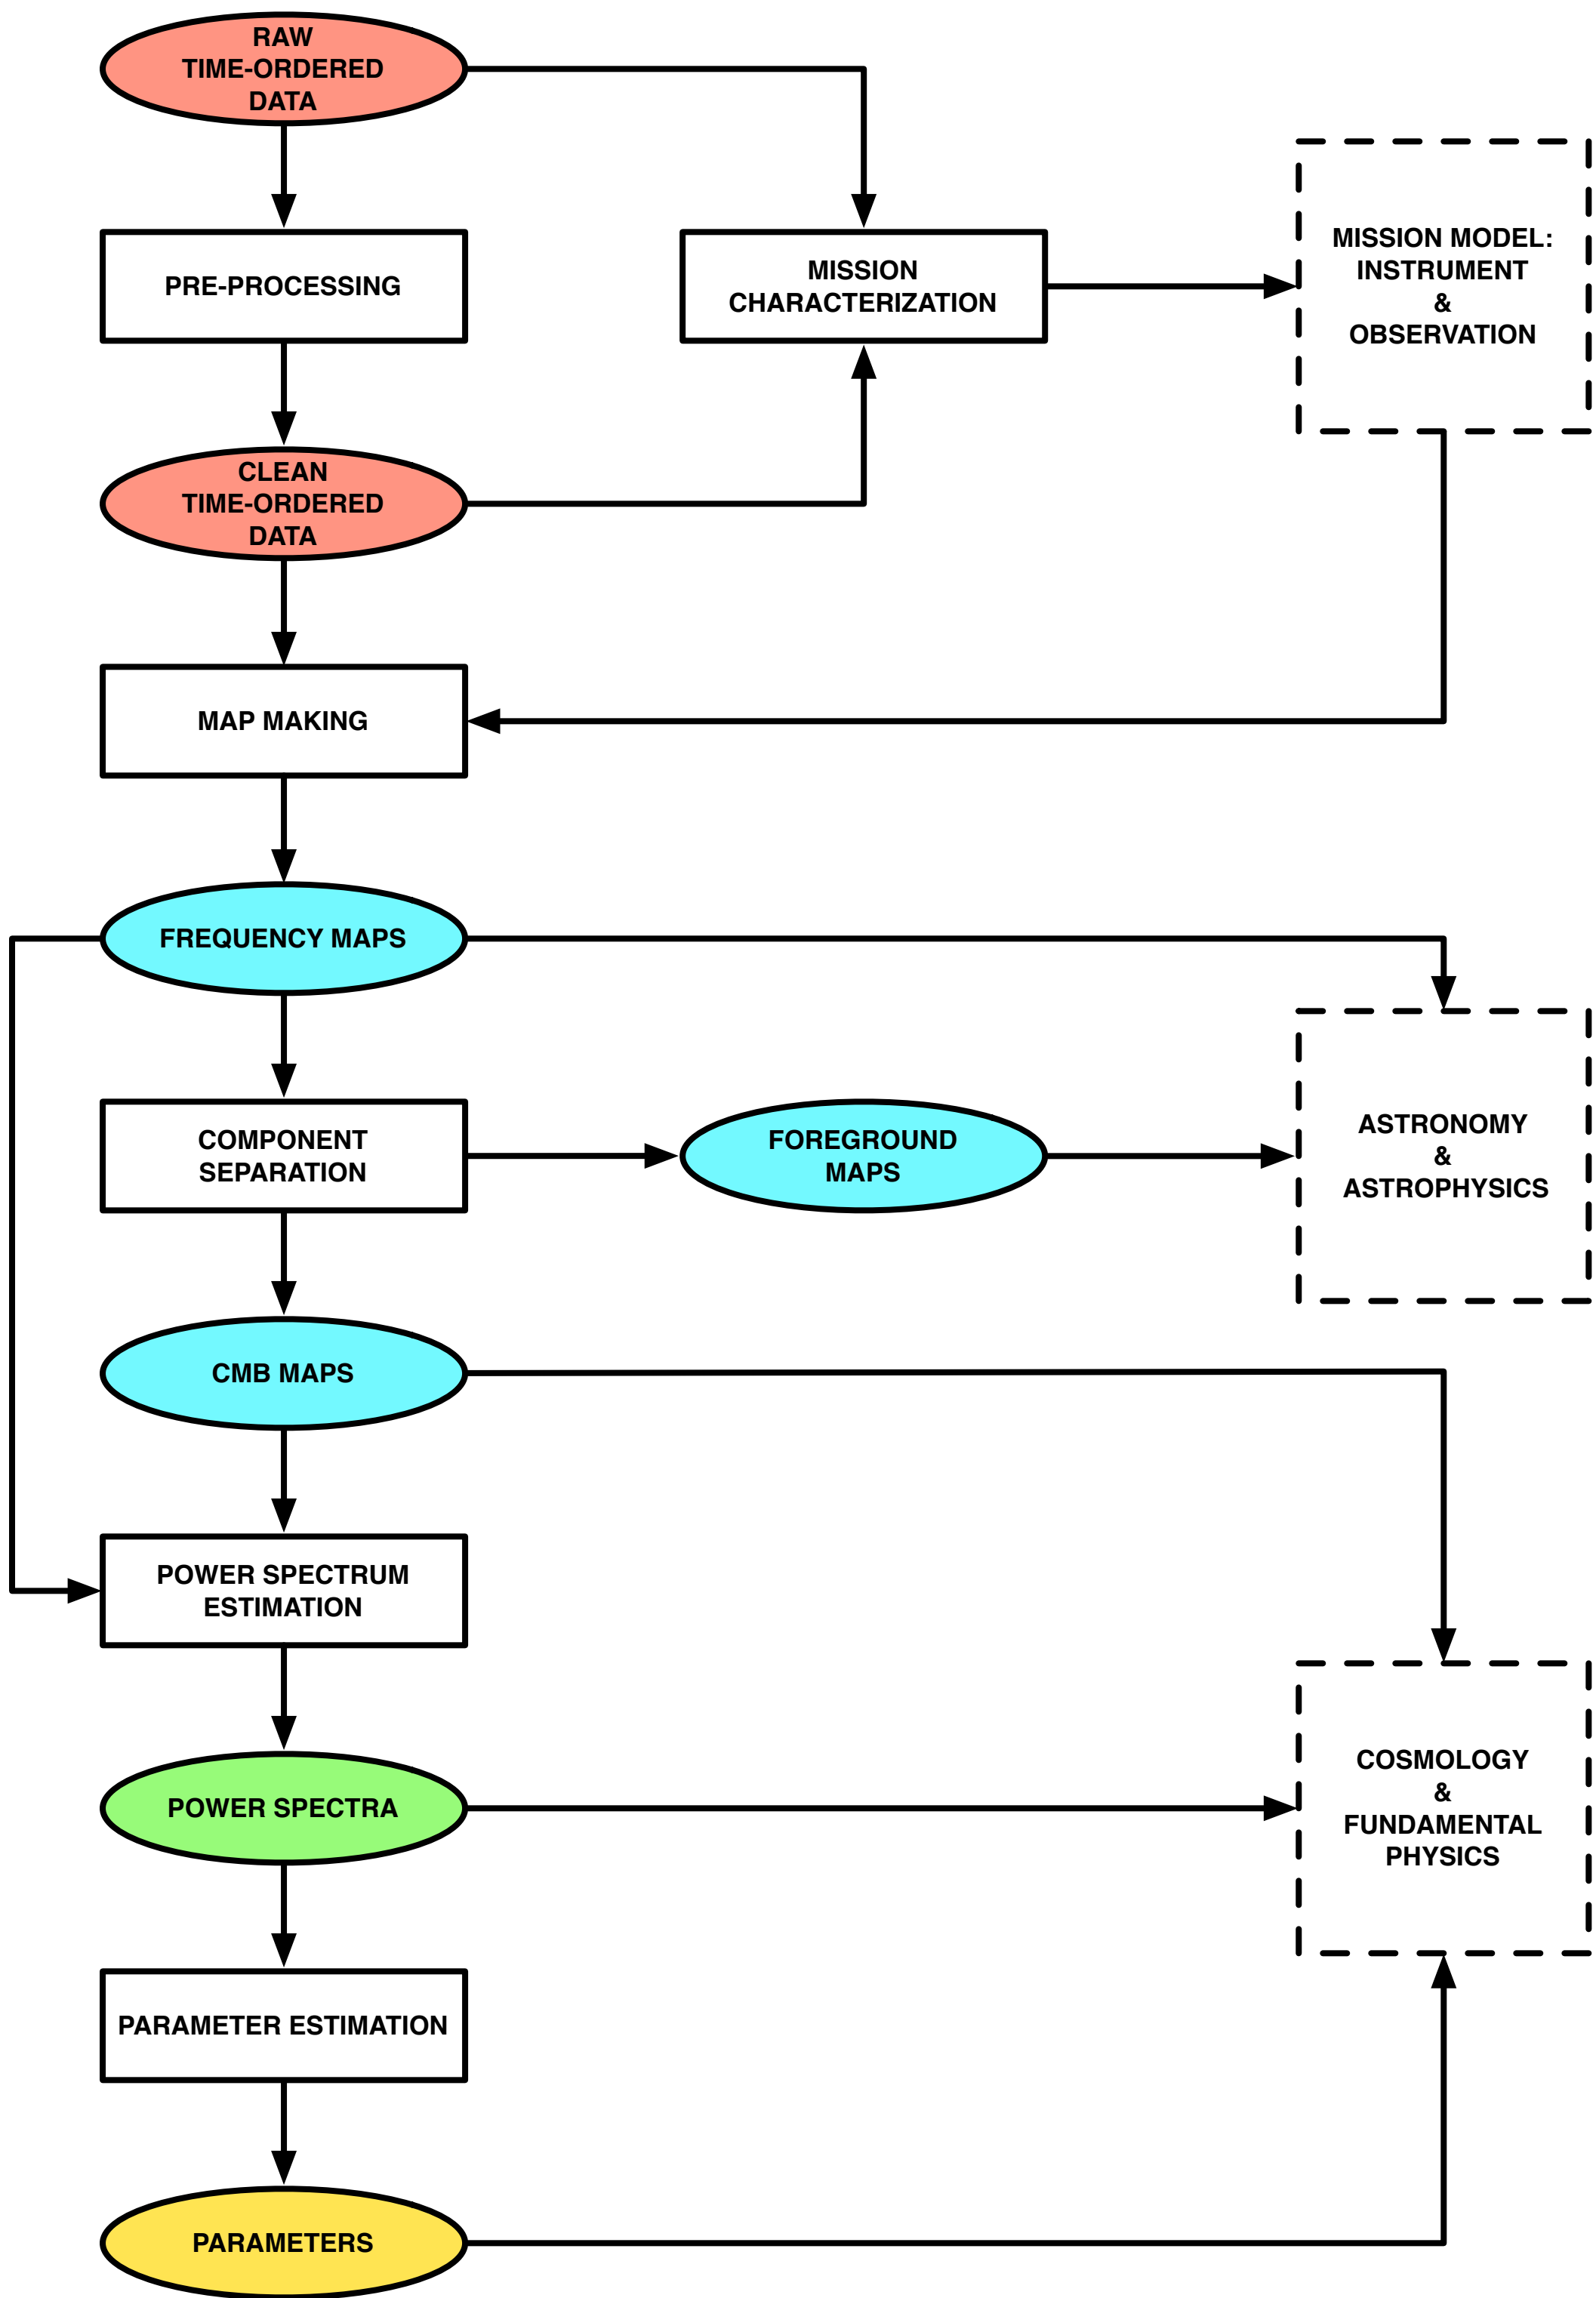 RAW
TIME-ORDERED
DATA
PRE-PROCESSING
MISSION
CHARACTERIZATION
MISSION MODEL:
INSTRUMENT
&
OBSERVATION
CLEAN
TIME-ORDERED
DATA
MAP MAKING
FREQUENCY MAPS
COMPONENT
SEPARATION
FOREGROUND
MAPS
ASTRONOMY
&
ASTROPHYSICS
CMB MAPS
POWER SPECTRUM
ESTIMATION
POWER SPECTRA
COSMOLOGY
&
FUNDAMENTAL
PHYSICS
PARAMETER ESTIMATION
PARAMETERS